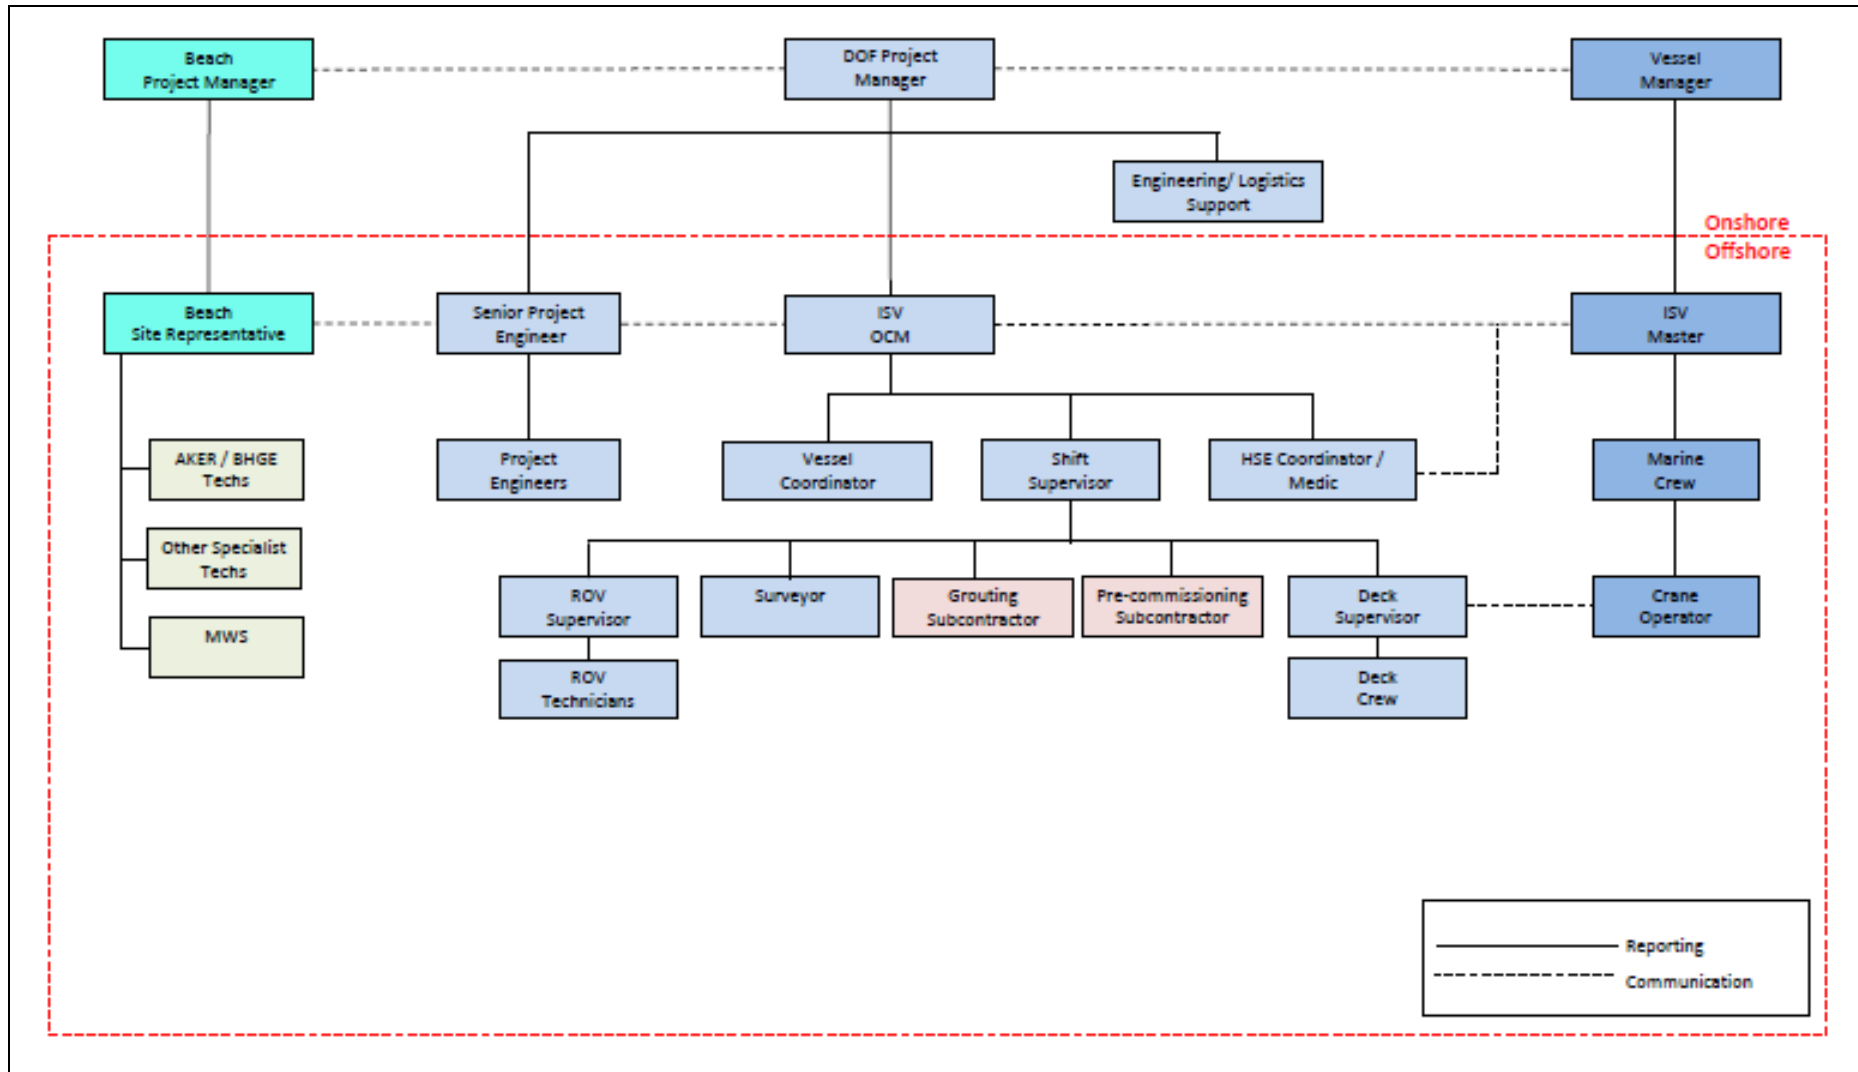 Beach
Project Manager
DOF Project
Manager
Vessel
Manager
Engineering/ Logistics
Support
Onshore
Offshore
Beach
Site Representative
Senior Project
Engineer
ISV
OCM
ISV
Master
AKER / BHGE
Techs
Project
Engineers
Vessel
Coordinator
Shift
Supervisor
HSE Coordinator /
Medic
Marine
Crew
Other Specialist
Techs
ROV
Supervisor
Surveyor
Grouting
Subcontractor
Pre-commissioning
Subcontractor
Deck
Supervisor
Crane
Operator
MWS
ROV
Technicians
Deck
Crew
Reporting
Communication